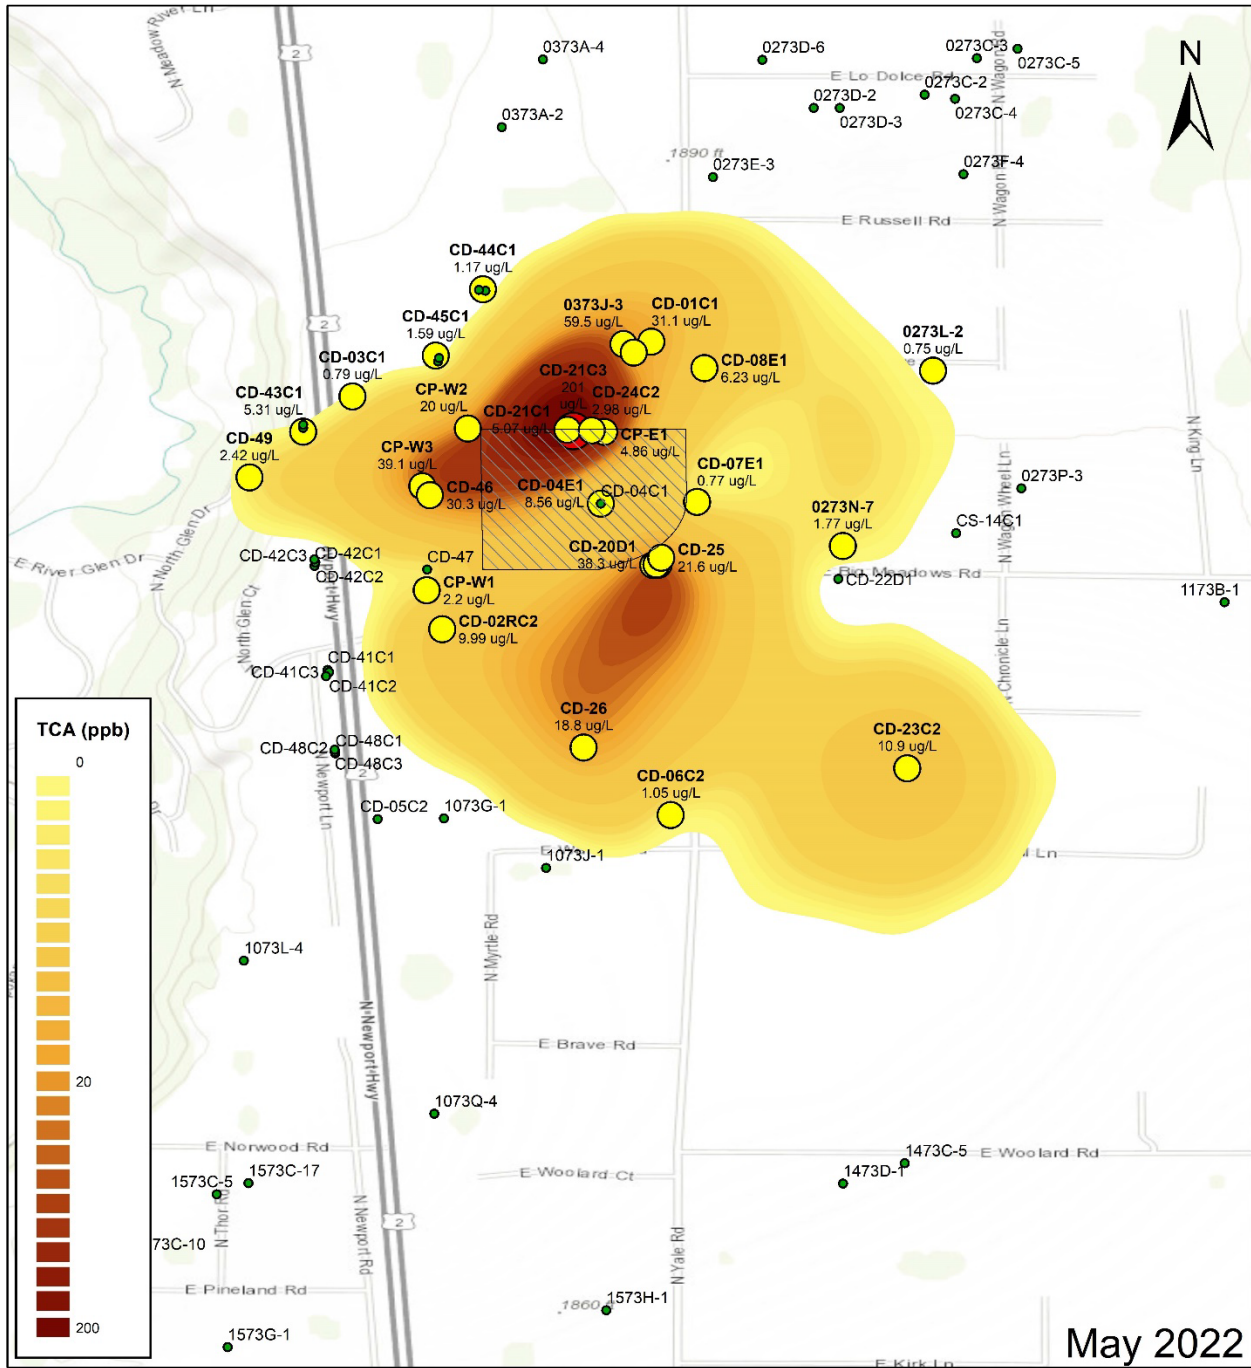 N Meadow River Ln
2
0373A-4
0273D-6
0273C-3
0273C-5
N Wagon Rd
N
E Lo Dolce Rd
0273C-2
0273D-2
0273D-3
0273C-4
0373A-2
1890 ft
0273E-3
0273F-4
N Wagon Rd
E Russell Rd
CD-44C1
1.17 ug/L
2
CD-45C1
1.59 ug/L
0373J-3
59.5 ug/L
CD-01C1
31.1 ug/L
0273L-2
0.75 ug/L
CD-03C1
0.79 ug/L
CD-08E1
6.23 ug/L
CD-43C1
5.31 ug/L
CP-W2
20 ug/L
CD-21C3
201
ug/L
CD-24C2
2.98 ug/L
CD-21C1
5.07 ug/L
CP-E1
4.86 ug/L
CD-49
2.42 ug/L
CP-W3
39.1 ug/L
CD-46
30.3 ug/L
CD-04E1
8.56 ug/L
CD-04C1
CD-07E1
0.77 ug/L
N King Ln
N Wagon Wheel Ln
0273P-3
CS-14C1
0273N-7
1.77 ug/L
N North Glen Dr
E River Glen Dr
CD-42C3
CD-42C1
CD-42C2
CD-47
CD-20D1
38.3 ug/L
CD-25
21.6 ug/L
E Big Meadows Rd
CD-22D1
1173B-1
N North Glen Ct
CP-W1
2.2 ug/L
CD-02RC2
9.99 ug/L
N Chronicle Ln
CD-41C1
CD-41C3
CD-41C2
CD-26
18.8 ug/L
CD-23C2
10.9 ug/L
CD-48C2
CD-48C1
CD-48C3
N Newport Ln
2
CD-06C2
1.05 ug/L
CD-05C2
1073G-1
1073J-1
Ln
N Myrtle Rd
1073L-4
N Newport Hwy
E Brave Rd
1073Q-4
E Norwood Rd
E Woolard Ct
1473C-5
E Woolard Rd
1473D-1
1573C-5
1573C-17
N Thor Rd
73C-10
N Newport Rd
2
N Yale Rd
E Pineland Rd
1860 ft
1573H-1
1573G-1
E Kirk Ln
TCA (ppb)
0
20
200
May 2022